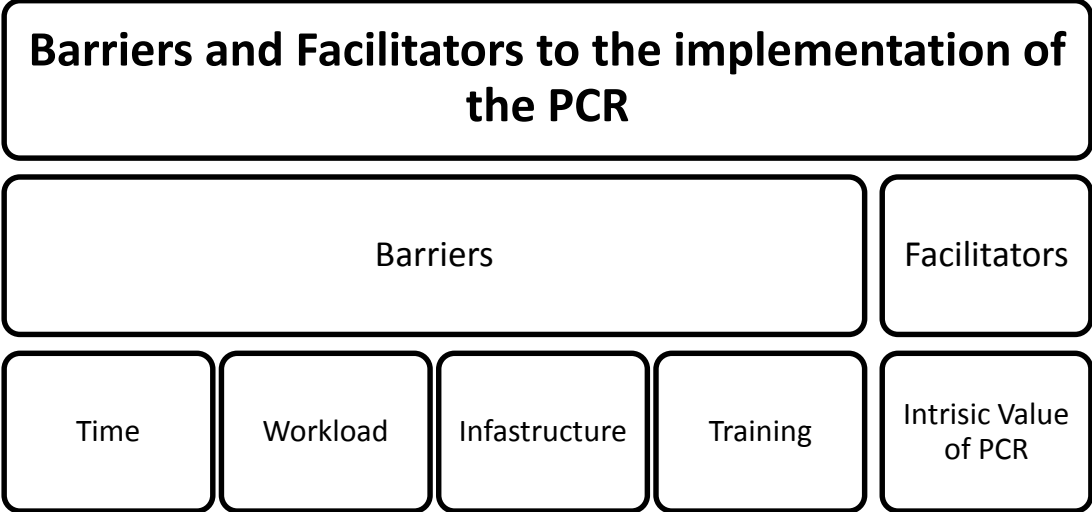 Barriers and Facilitators to the implementation of
the PCR
Barriers
Facilitators
Time
Workload
Infastructure
Training
Intrisic Value
of PCR